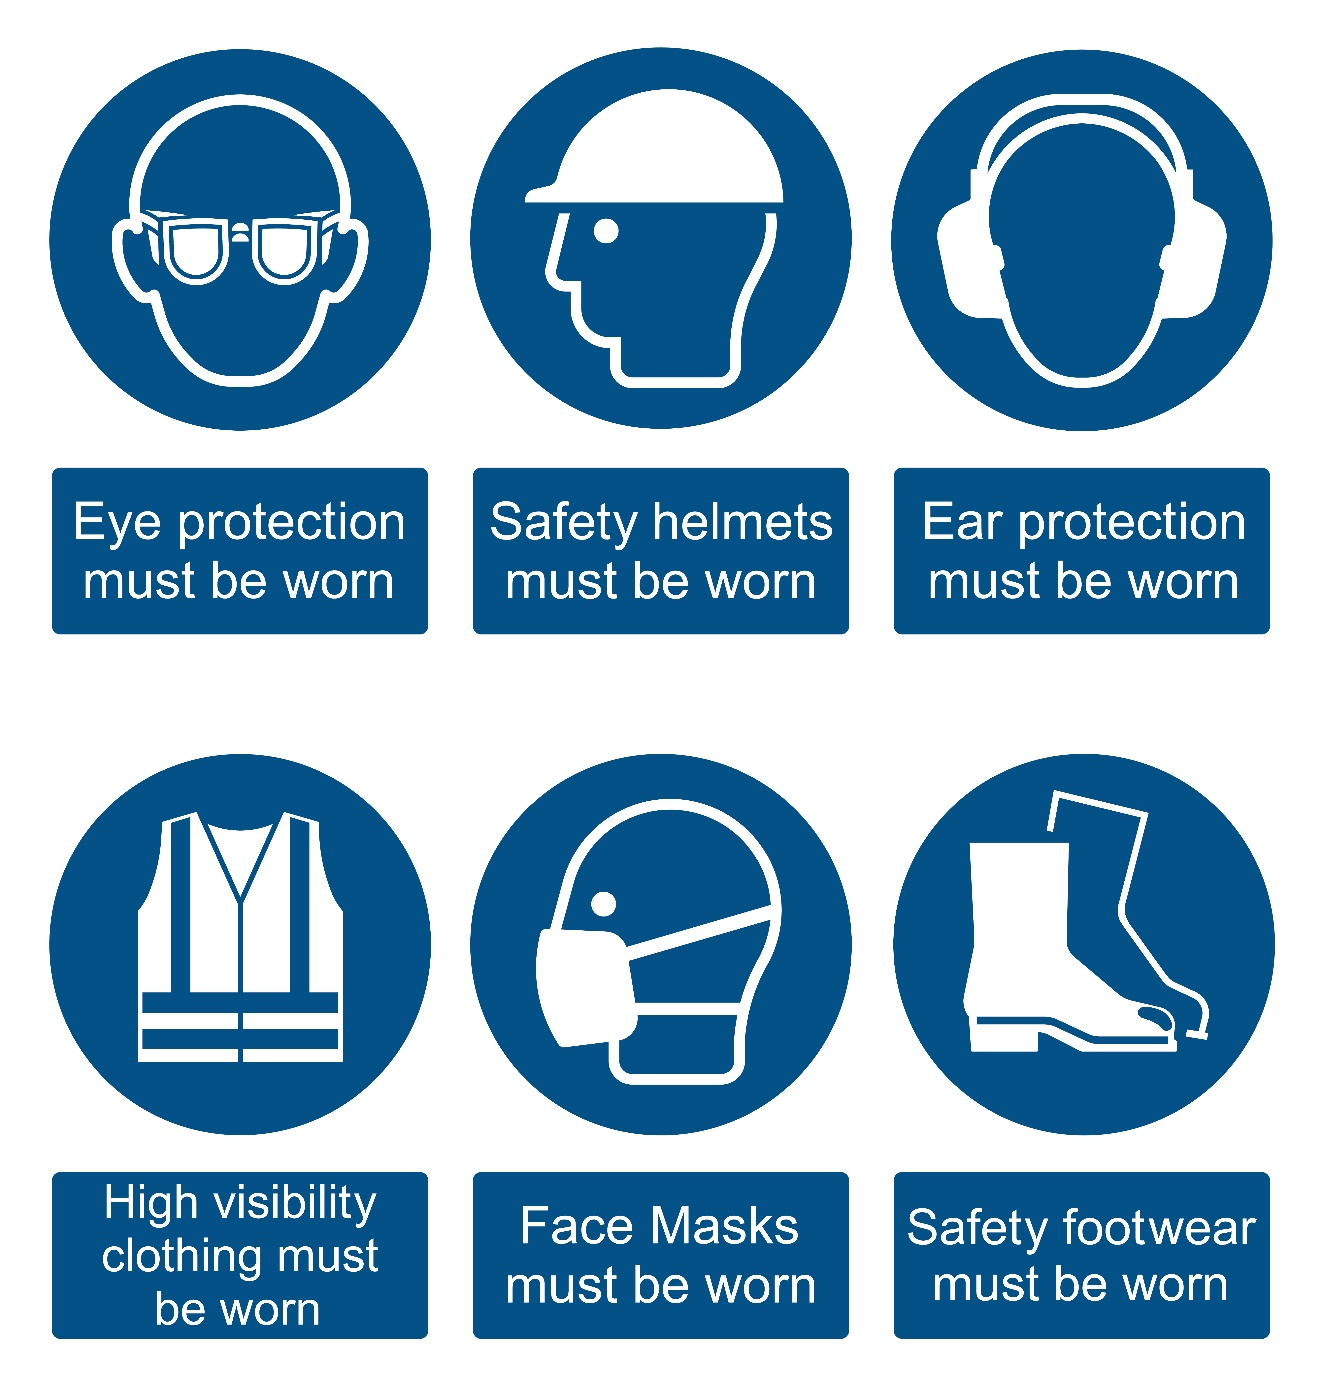 Eye protection
must be worn
Safety helmets
must be worn
Ear protection
must be worn
High visibility
clothing must
be worn
Face Masks
must be worn
Safety footwear
must be worn